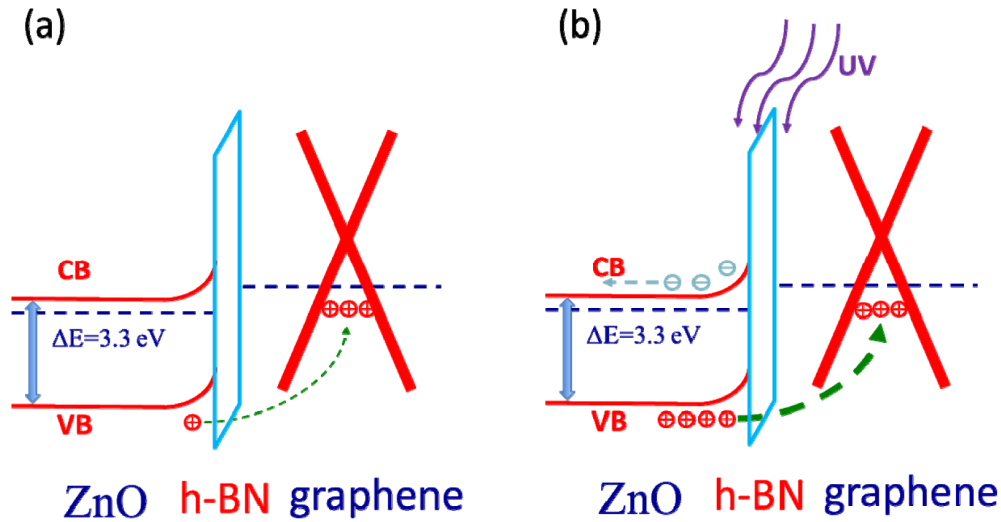 (a)
CB
ΔE=3.3 eV
VB
ZnO h-BN graphene
(b)
UV
CB
ΔE=3.3 eV
VB
ZnO h-BN graphene